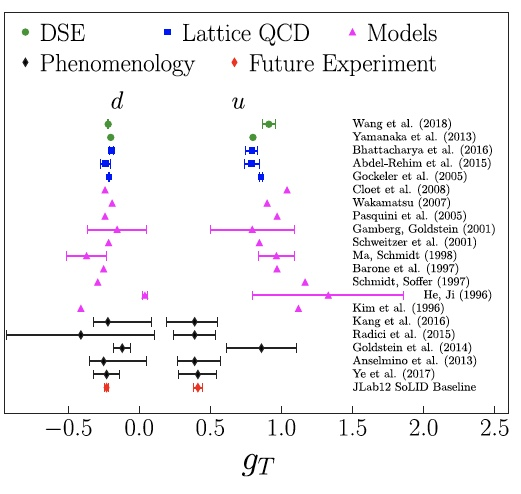 DSE Lattice QCD Models
Phenomenology Future Experiment
d u
Wang et al. (2018)
Yamanaka et al. (2013)
Bhattacharya et al. (2016)
Abdel-Rehim et al. (2015)
Gockeler et al. (2005)
Cloet et al. (2008)
Wakamatsu (2007)
Pasquini et al. (2005)
Gamberg, Goldstein (2001)
Schweitzer et al. (2001)
Ma, Schmidt (1998)
Barone et al. (1997)
Schmidt, Soffer (1997)
He, Ji (1996)
Kim et al. (1996)
Kang et al. (2016)
Radici et al. (2015)
Goldstein et al. (2014)
Anselmino et al. (2013)
Ye et al. (2017)
JLab12 SoLID Baseline
−0.5 0.0 0.5 1.0 1.5 2.0 2.5
gT